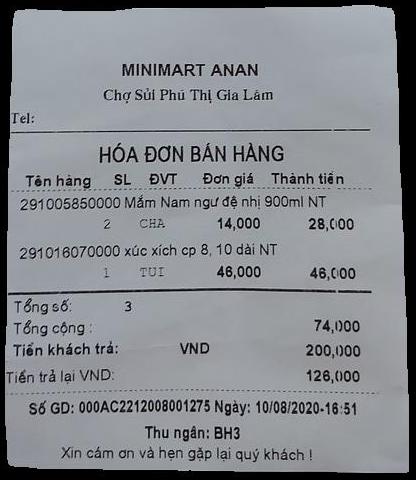 MINIMART ANAN
Chợ Sủi Phú Thị Gia Lâm
Tel:
HÓA ĐƠN BÁN HÀNG
Tên hàng SL ĐVT Đơn giá Thành tiền
291005850000 Mắm Nam ngư đệ nhị 900ml NT
2 CHA 14,000 28,000
291016070000 xúc xích cp 8, 10 dài NT
1 TUI 46,000 46,000
Tổng số: 3
Tổng cộng : 74,000
Tiền khách trả: VND 200,000
Tiền trả lại VND: 126,000
Số GD: 000AC2212008001275 Ngày: 10/08/2020-16:51
Thu ngân: BH3
Xin cám ơn và hẹn gặp lại quý khách !